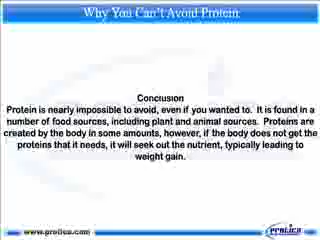 Why You Can't Avoid Protein
Conclusion
Protein is nearly impossible to avoid, even if you wanted to. It is found in a
number of food sources, including plant and animal sources. Proteins are
created by the body in some amounts, however, if the body does not get the
proteins that it needs, it will seek out the nutrient, typically leading to
weight gain.
www.prolica.com
PROLICA